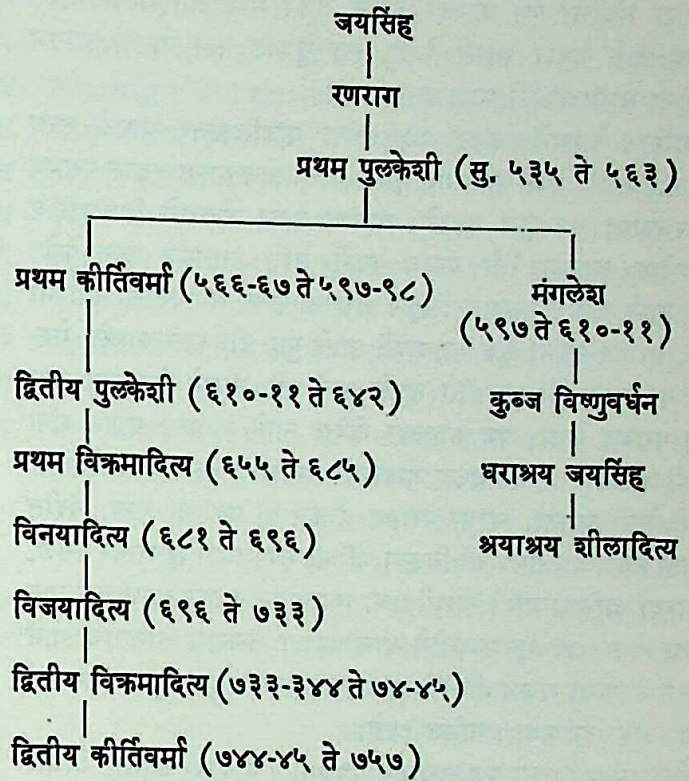 जयसिंह
रणराग
प्रथम पुलकेशी (सु. ५३५ ते ५६३)
प्रथम कीर्तिवर्मा (५६६-६७ ते ५९७-९८)
मंगलेश
(५९७ ते ६१०-११)
द्वितीय पुलकेशी (६१०-११ ते ६४२)
कुब्ज विष्णुवर्धन
प्रथम विक्रमादित्य (६५५ ते ६८५)
धराश्रय जयसिंह
विनयादित्य (६८१ ते ६९६)
श्रयाश्रय शीलादित्य
विजयादित्य (६९६ ते ७३३)
द्वितीय विक्रमादित्य (७३३-३४४ ते ७४-४५)
द्वितीय कीर्तिवर्मा (७४४-४५ ते ७५७)